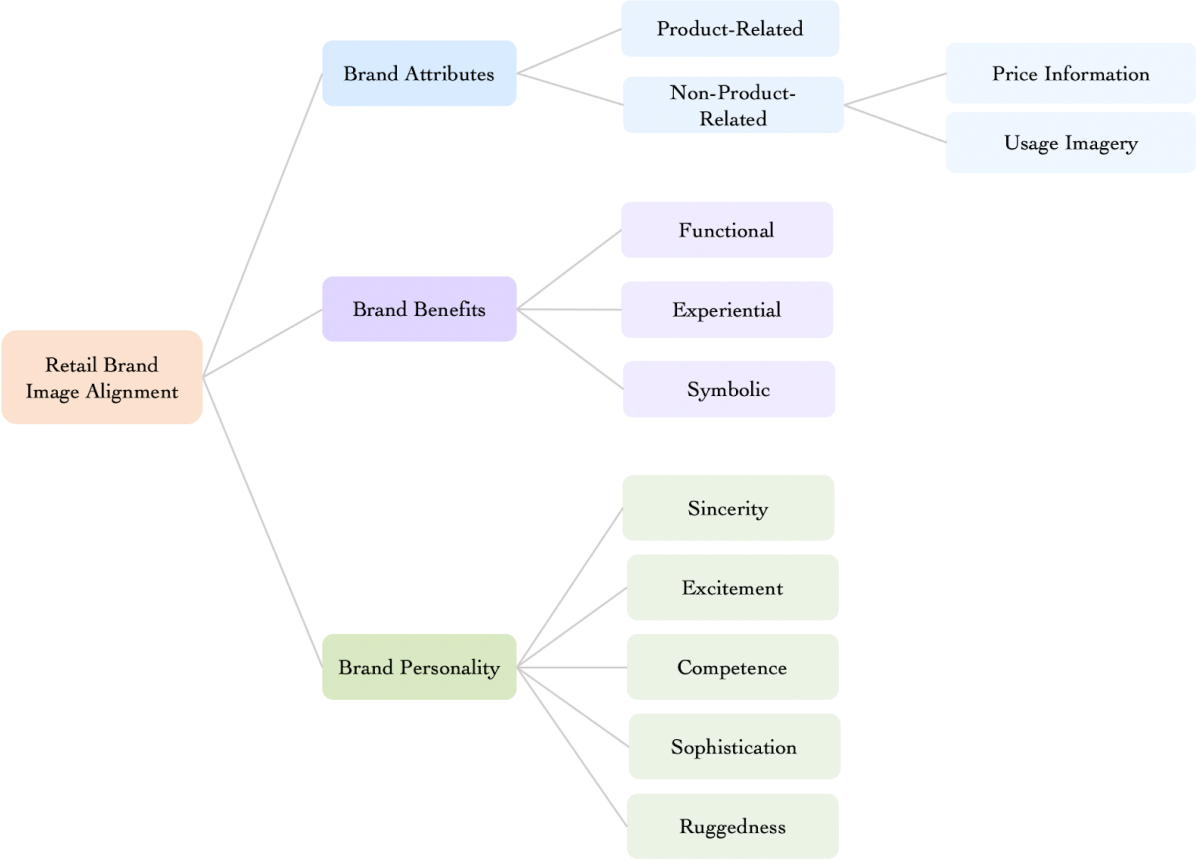 Retail Brand
Image Alignment
Brand Attributes
Product-Related
Non-Product-
Related
Price Information
Usage Imagery
Brand Benefits
Functional
Experiential
Symbolic
Brand Personality
Sincerity
Excitement
Competence
Sophistication
Ruggedness